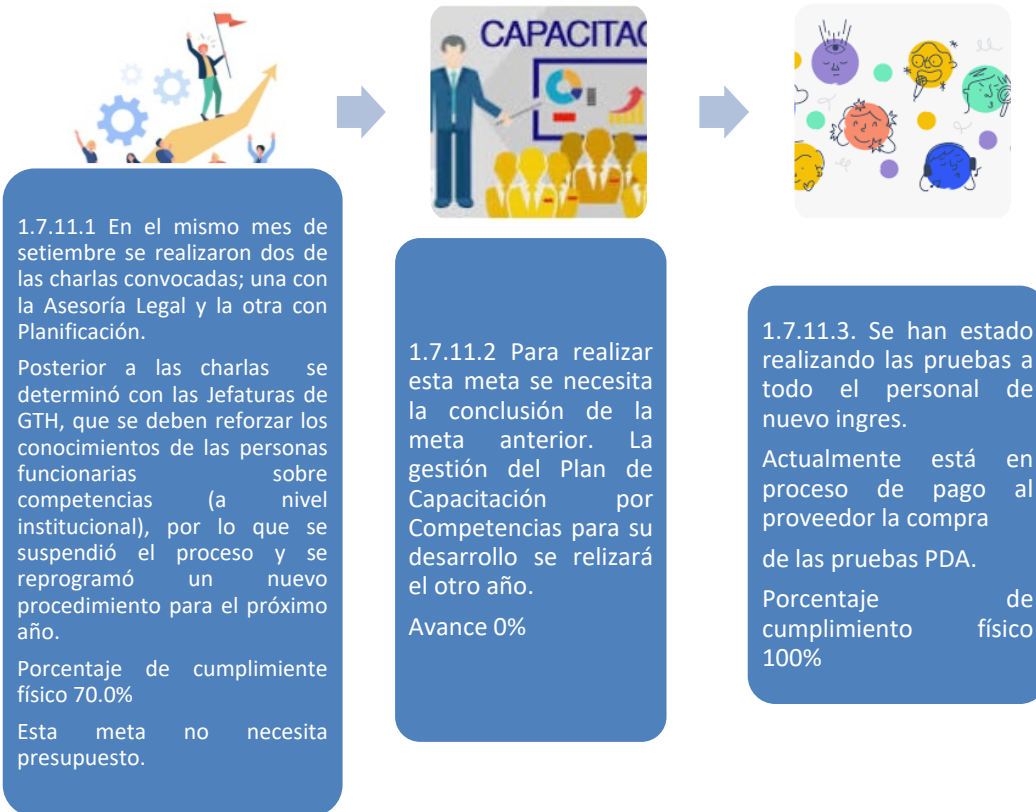 CAPACITAC
1.7.11.1 En el mismo mes de
setiembre se realizaron dos de
las charlas convocadas; una con
la Asesoría Legal y la otra con
Planificación.
Posterior a las charlas se
determinó con las Jefaturas de
GTH, que se deben reforzar los
conocimientos de las personas
funcionarias sobre
competencias (a nivel
institucional), por lo que se
suspendió el proceso y se
reprogramó un nuevo
procedimiento para el próximo
año.
Porcentaje de cumplimiente
físico 70.0%
Esta meta no necesita
presupuesto.
1.7.11.2 Para realizar
esta meta se necesita
la conclusión de la
meta anterior. La
gestión del Plan de
Capacitación por
Competencias para su
desarrollo se relizará
el otro año.
Avance 0%
1.7.11.3. Se han estado
realizando las pruebas a
todo el personal de
nuevo ingres.
Actualmente está en
proceso de pago al
proveedor la compra
de las pruebas PDA.
Porcentaje de
cumplimiento físico
100%